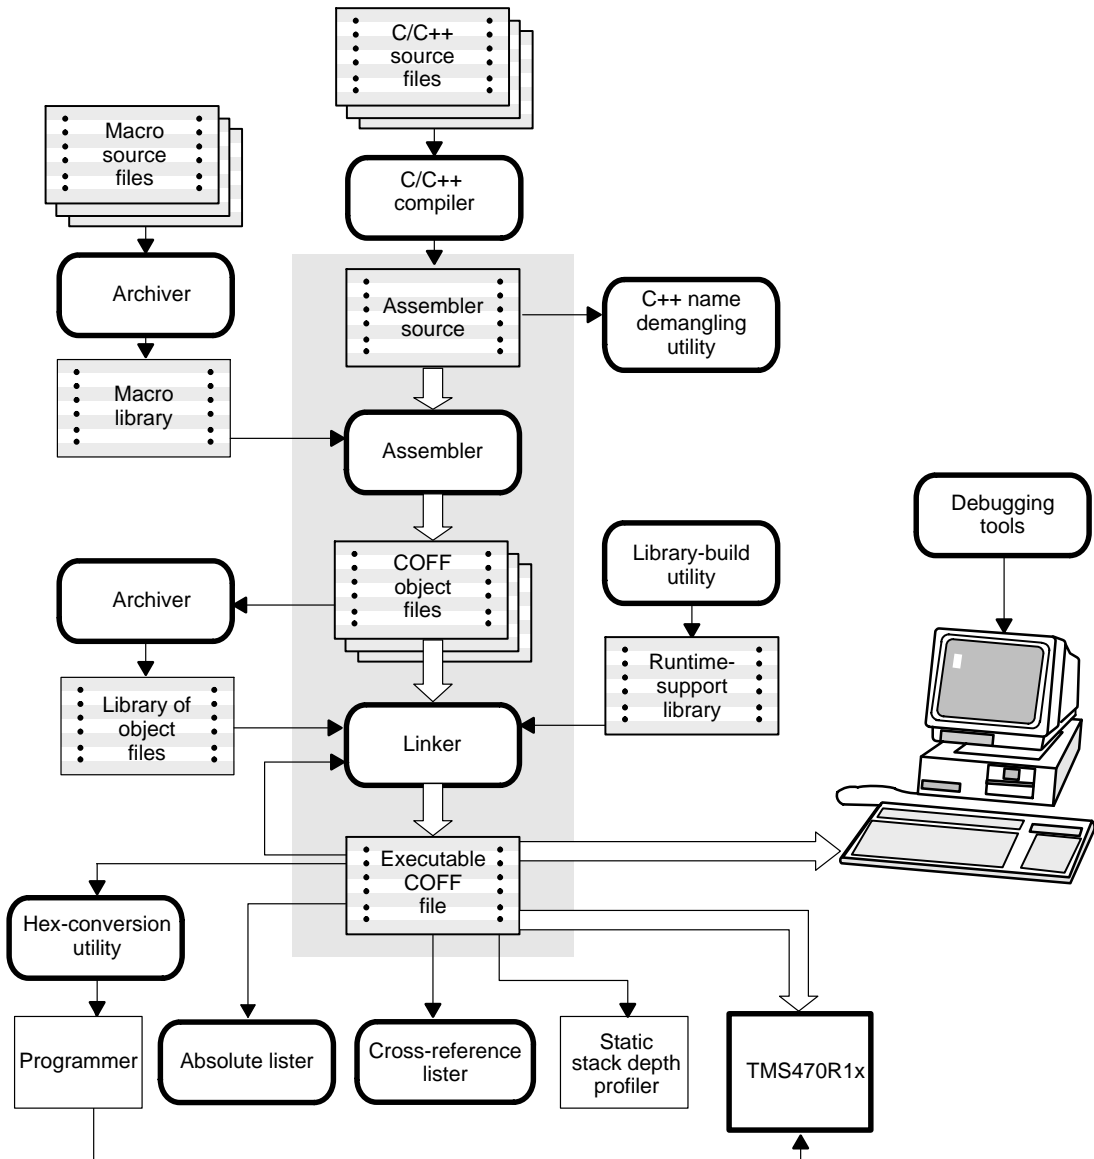 C/C++
source
files
Macro
source
files
C/C++
compiler
Archiver
Assembler
source
C++ name
demangling
utility
Macro
library
Assembler
Debugging
tools
COFF
object
files
Library-build
utility
Archiver
Runtime-
support
library
Library of
object
files
Linker
Executable
COFF
file
Hex-conversion
utility
Programmer
Absolute lister
Cross-reference
lister
Static
stack depth
profiler
TMS470R1x